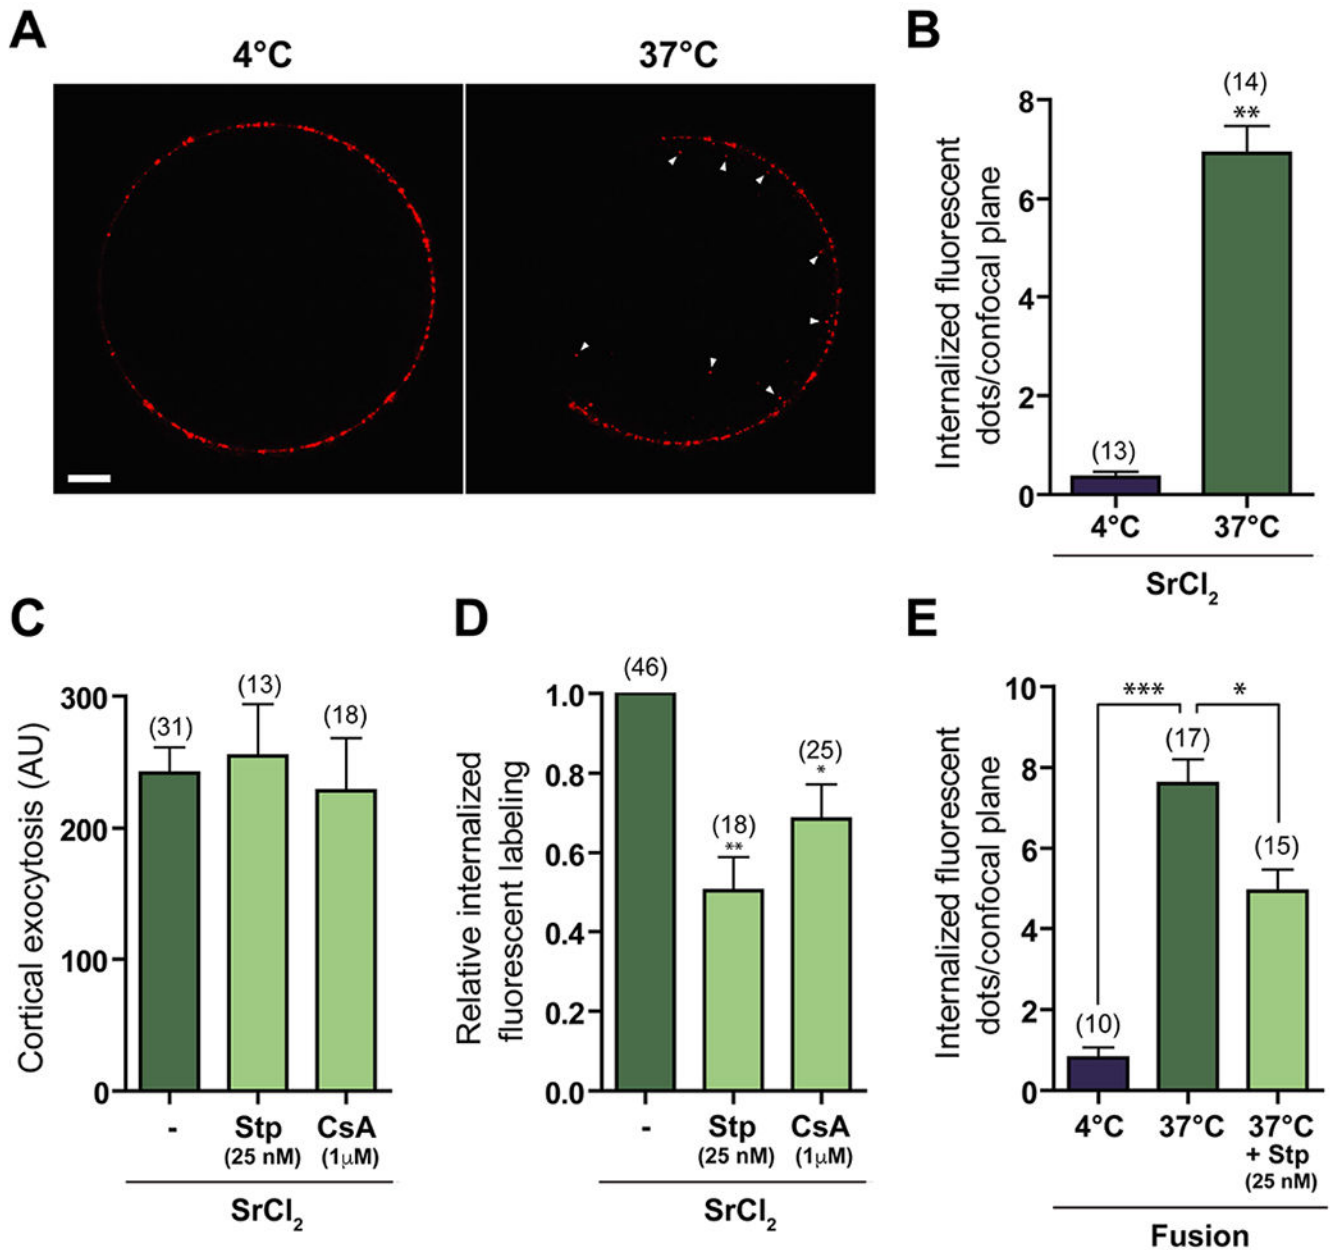 A
4°C
37°C
B
Internalized fluorescent
dots/confocal plane
8
6
4
2
0
(13)
(14)
**
4°C
37°C
SrCl₂
C
Cortical exocytosis (AU)
300
200
100
0
(31)
(13)
(18)
-
Stp
(25 nM)
CsA
(1μM)
SrCl₂
D
Relative internalized
fluorescent labeling
1.0
0.8
0.6
0.4
0.2
0.0
(46)
(18)
**
(25)
*
-
Stp
(25 nM)
CsA
(1μM)
SrCl₂
E
Internalized fluorescent
dots/confocal plane
10
8
6
4
2
0
***
*
(10)
(17)
(15)
4°C
37°C
37°C
+ Stp
(25 nM)
Fusion